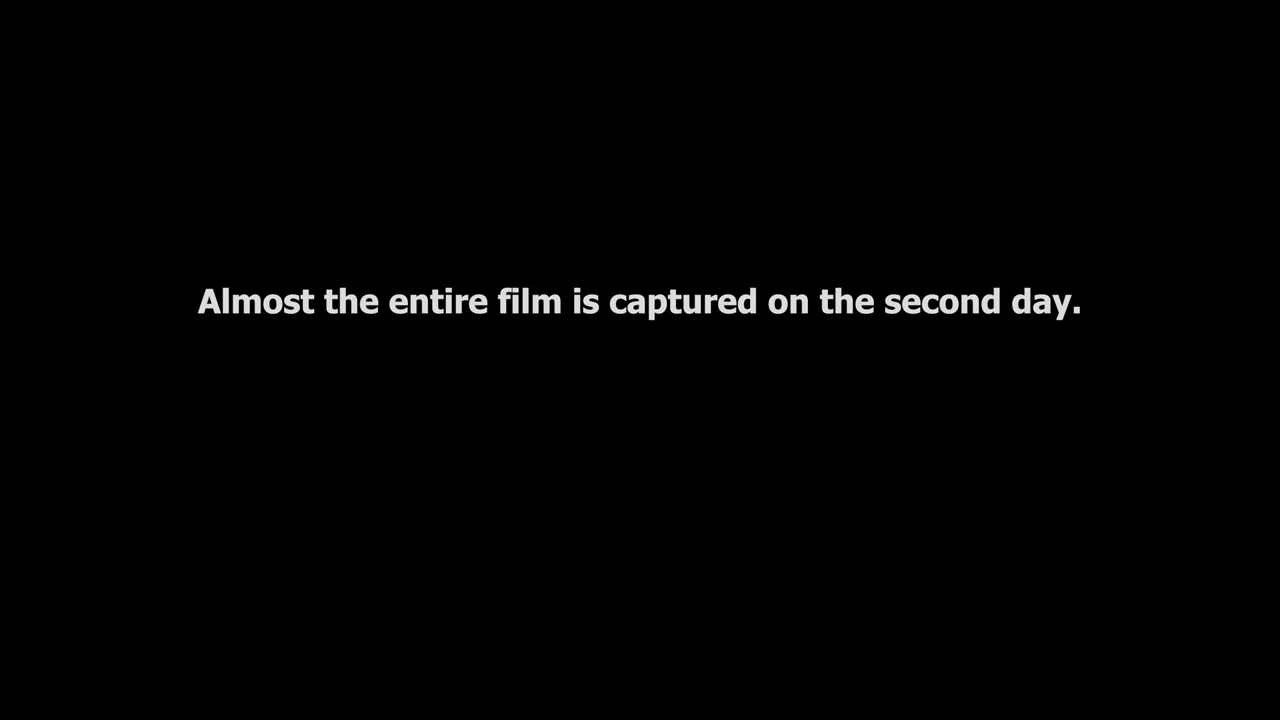 Almost the entire film is captured on the second day.